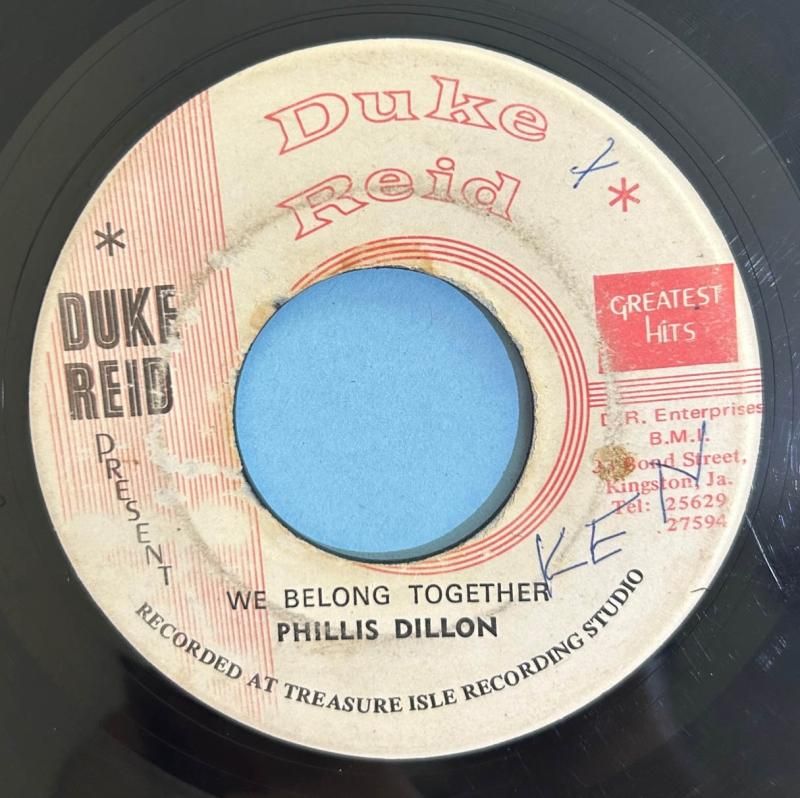 Duke
Reid
*
*
DUKE
REID
PRESENT
GREATEST
HITS
D.R. Enterprises
B.M.I.
33 Bond Street,
Kingston, Ja.
Tel: 25629
27594
KEN
WE BELONG TOGETHER
PHILLIS DILLON
RECORDED AT TREASURE ISLE RECORDING STUDIO